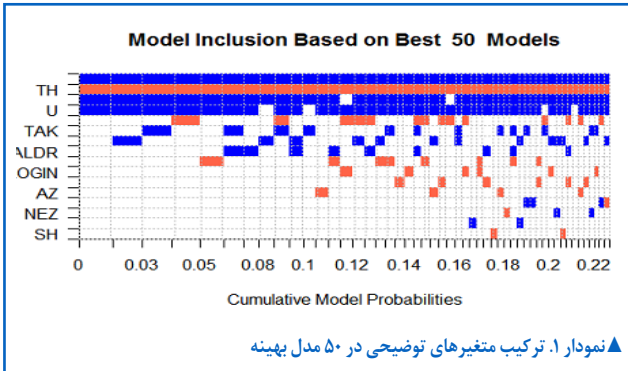 Model Inclusion Based on Best 50 Models
TH
U
TAK
ALDR
OGIN
AZ
NEZ
SH
0 0.03 0.05 0.08 0.1 0.12 0.14 0.16 0.18 0.2 0.22
Cumulative Model Probabilities
▲نمودار ۱. ترکیب متغیرهای توضیحی در ۵۰ مدل بهینه